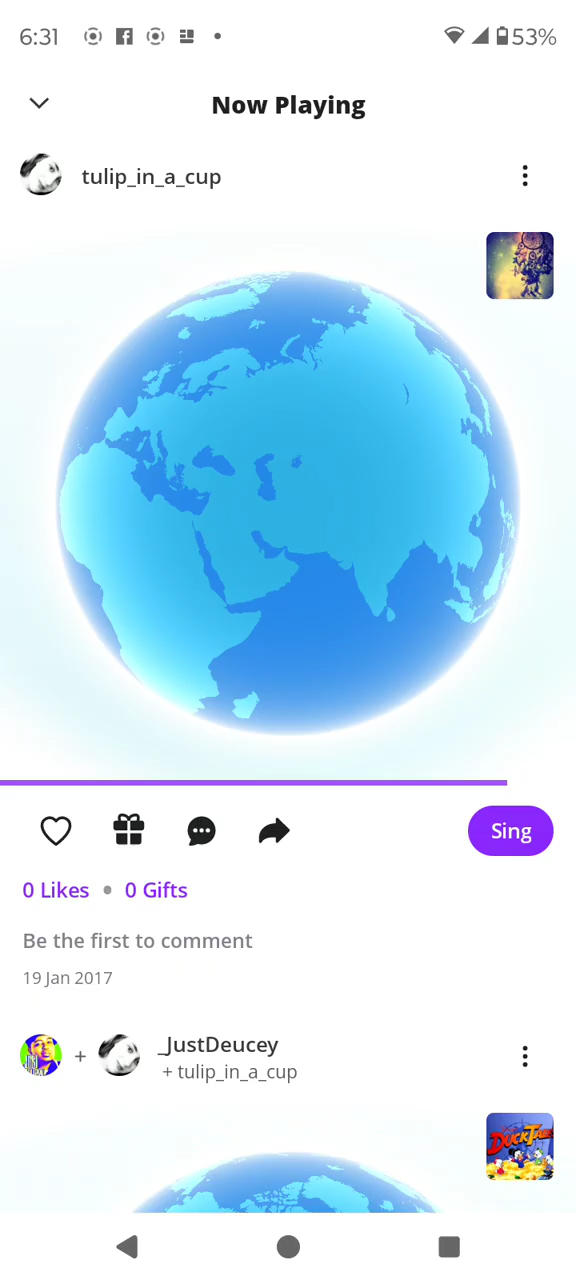 6:31
53%
Now Playing
tulip_in_a_cup
Sing
0 Likes • 0 Gifts
Be the first to comment
19 Jan 2017
+
_JustDeucey
+ tulip_in_a_cup
DUCKTALES